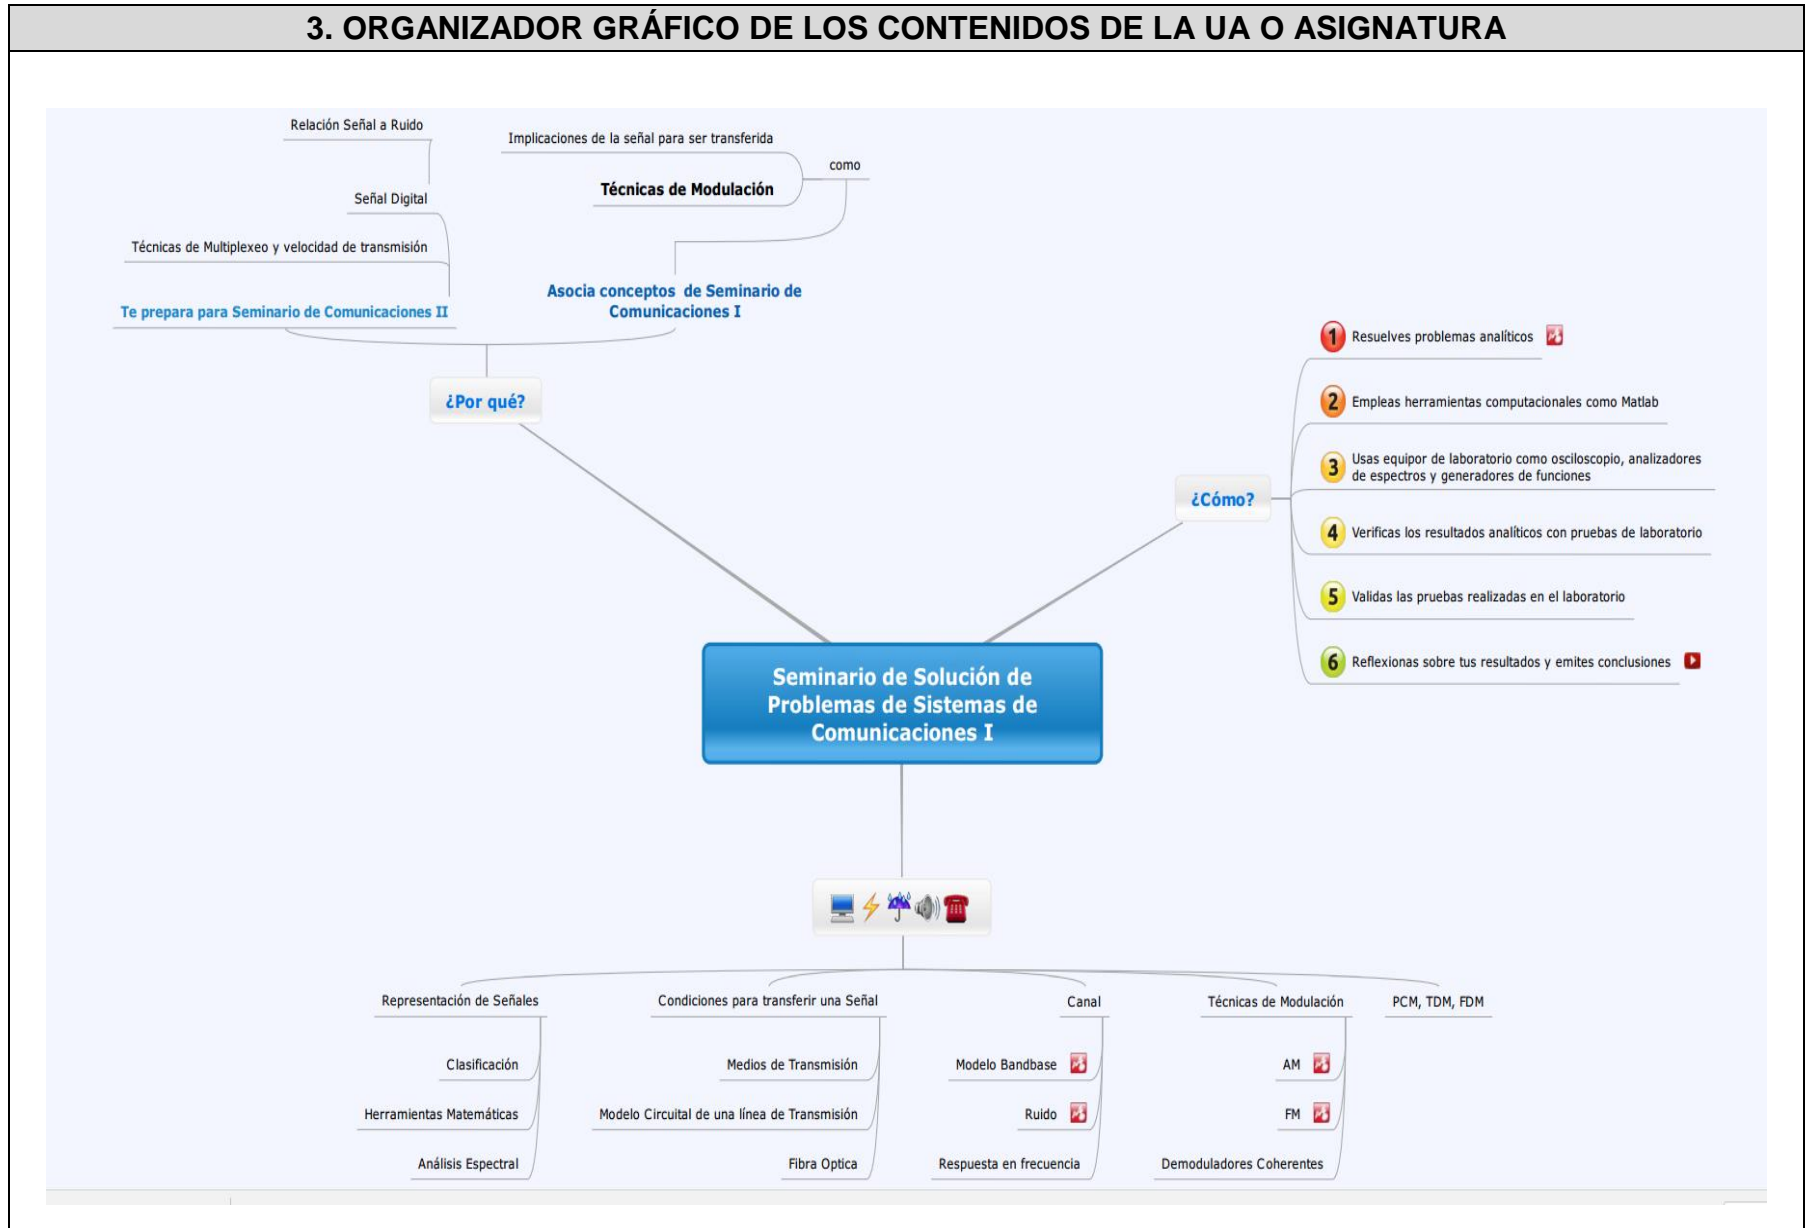 3. ORGANIZADOR GRÁFICO DE LOS CONTENIDOS DE LA UA O ASIGNATURA
Relación Señal a Ruido
Señal Digital
Técnicas de Multiplexeo y velocidad de transmisión
Te prepara para Seminario de Comunicaciones II
Implicaciones de la señal para ser transferida
como
Técnicas de Modulación
Asocia conceptos de Seminario de
Comunicaciones I
¿Por qué?
¿Cómo?
1 Resuelves problemas analíticos
2 Empleas herramientas computacionales como Matlab
3 Usas equipor de laboratorio como osciloscopio, analizadores
de espectros y generadores de funciones
4 Verificas los resultados analíticos con pruebas de laboratorio
5 Validas las pruebas realizadas en el laboratorio
6 Reflexionas sobre tus resultados y emites conclusiones
Seminario de Solución de
Problemas de Sistemas de
Comunicaciones I
Representación de Señales
Clasificación
Herramientas Matemáticas
Análisis Espectral
Condiciones para transferir una Señal
Medios de Transmisión
Modelo Circuital de una línea de Transmisión
Fibra Optica
Canal
Modelo Bandbase
Ruido
Respuesta en frecuencia
Técnicas de Modulación
AM
FM
Demoduladores Coherentes
PCM, TDM, FDM